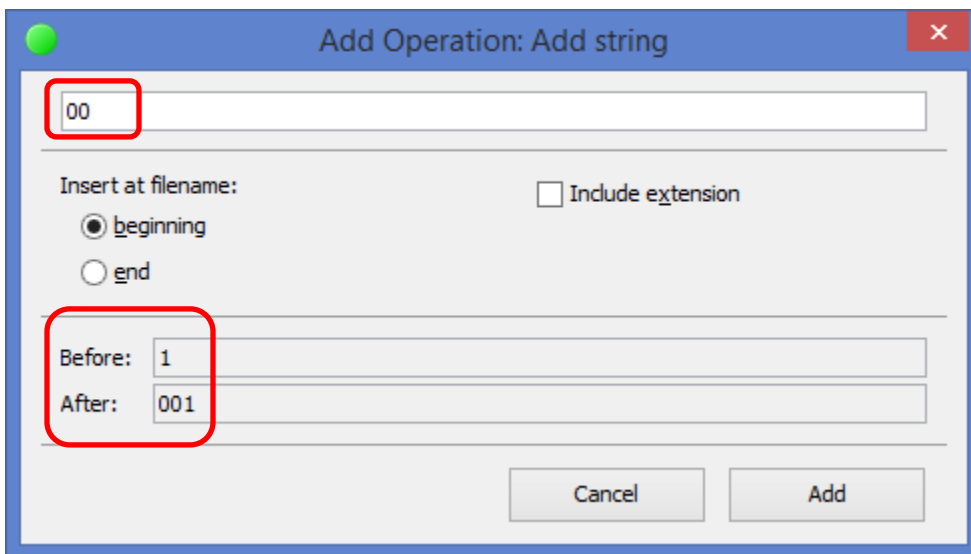 Add Operation: Add string
00
Insert at filename:
Include extension
beginning
end
Before: 1
After: 001
Cancel
Add